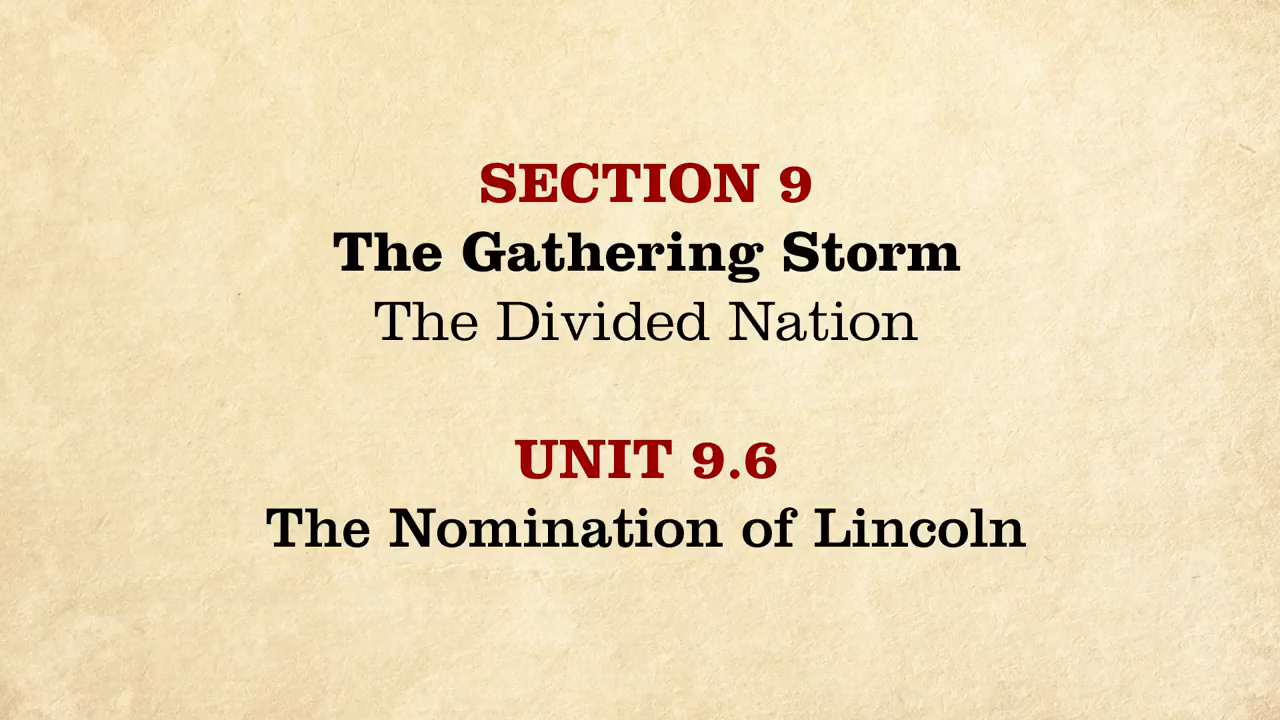 SECTION 9
The Gathering Storm
The Divided Nation
UNIT 9.6
The Nomination of Lincoln